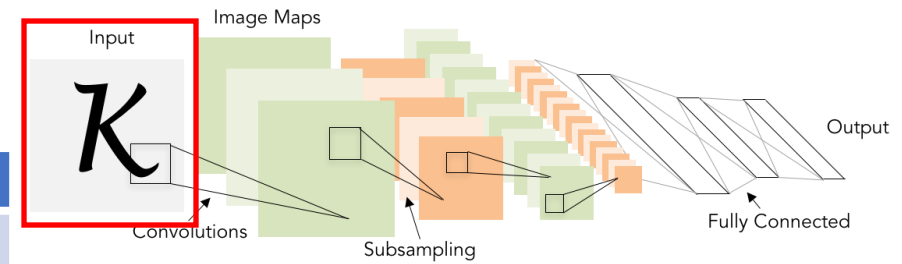 Image Maps
Input
K
Convolutions
Subsampling
Fully Connected
Output